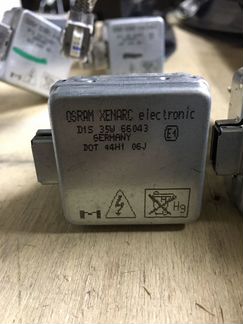 OSRAM XENARC electronic
D1S 35W 66043
GERMANY
E1
DOT 44H1 06J
M
Hg